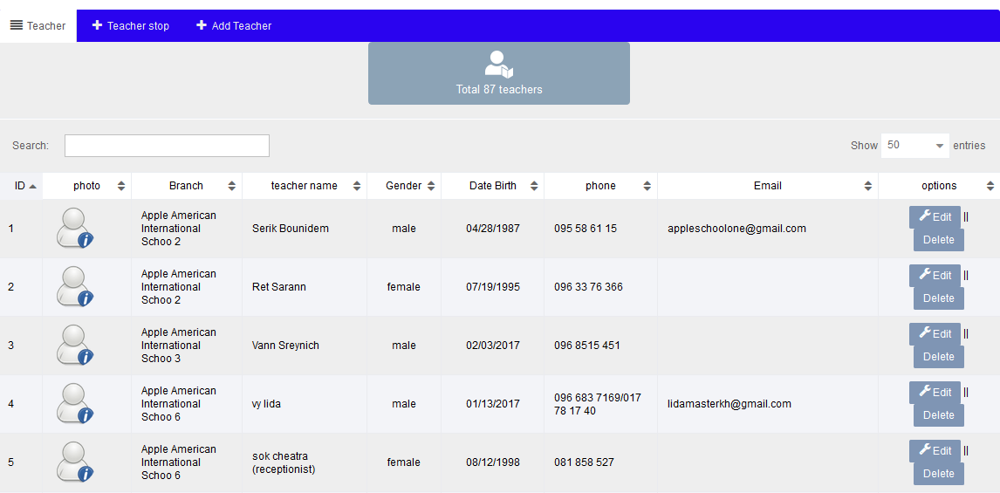 Teacher Teacher stop Add Teacher
Total 87 teachers
Search: Show 50 entries
ID photo Branch teacher name Gender Date Birth phone Email options
Apple American
International
Schoo 2
1 Serik Bounidem male 04/28/1987 095 58 61 15 appleschoolone@gmail.com
Edit ||
Delete
Apple American
International
Schoo 2
2 Ret Sarann female 07/19/1995 096 33 76 366
Edit ||
Delete
Apple American
International
Schoo 3
3 Vann Sreynich male 02/03/2017 096 8515 451
Edit ||
Delete
Apple American
International
Schoo 6
4 vy lida male 01/13/2017
096 683 7169/017
78 17 40
lidamasterkh@gmail.com
Edit ||
Delete
Apple American
International
Schoo 6
5
sok cheatra
(receptionist)
female 08/12/1998 081 858 527
Edit ||
Delete